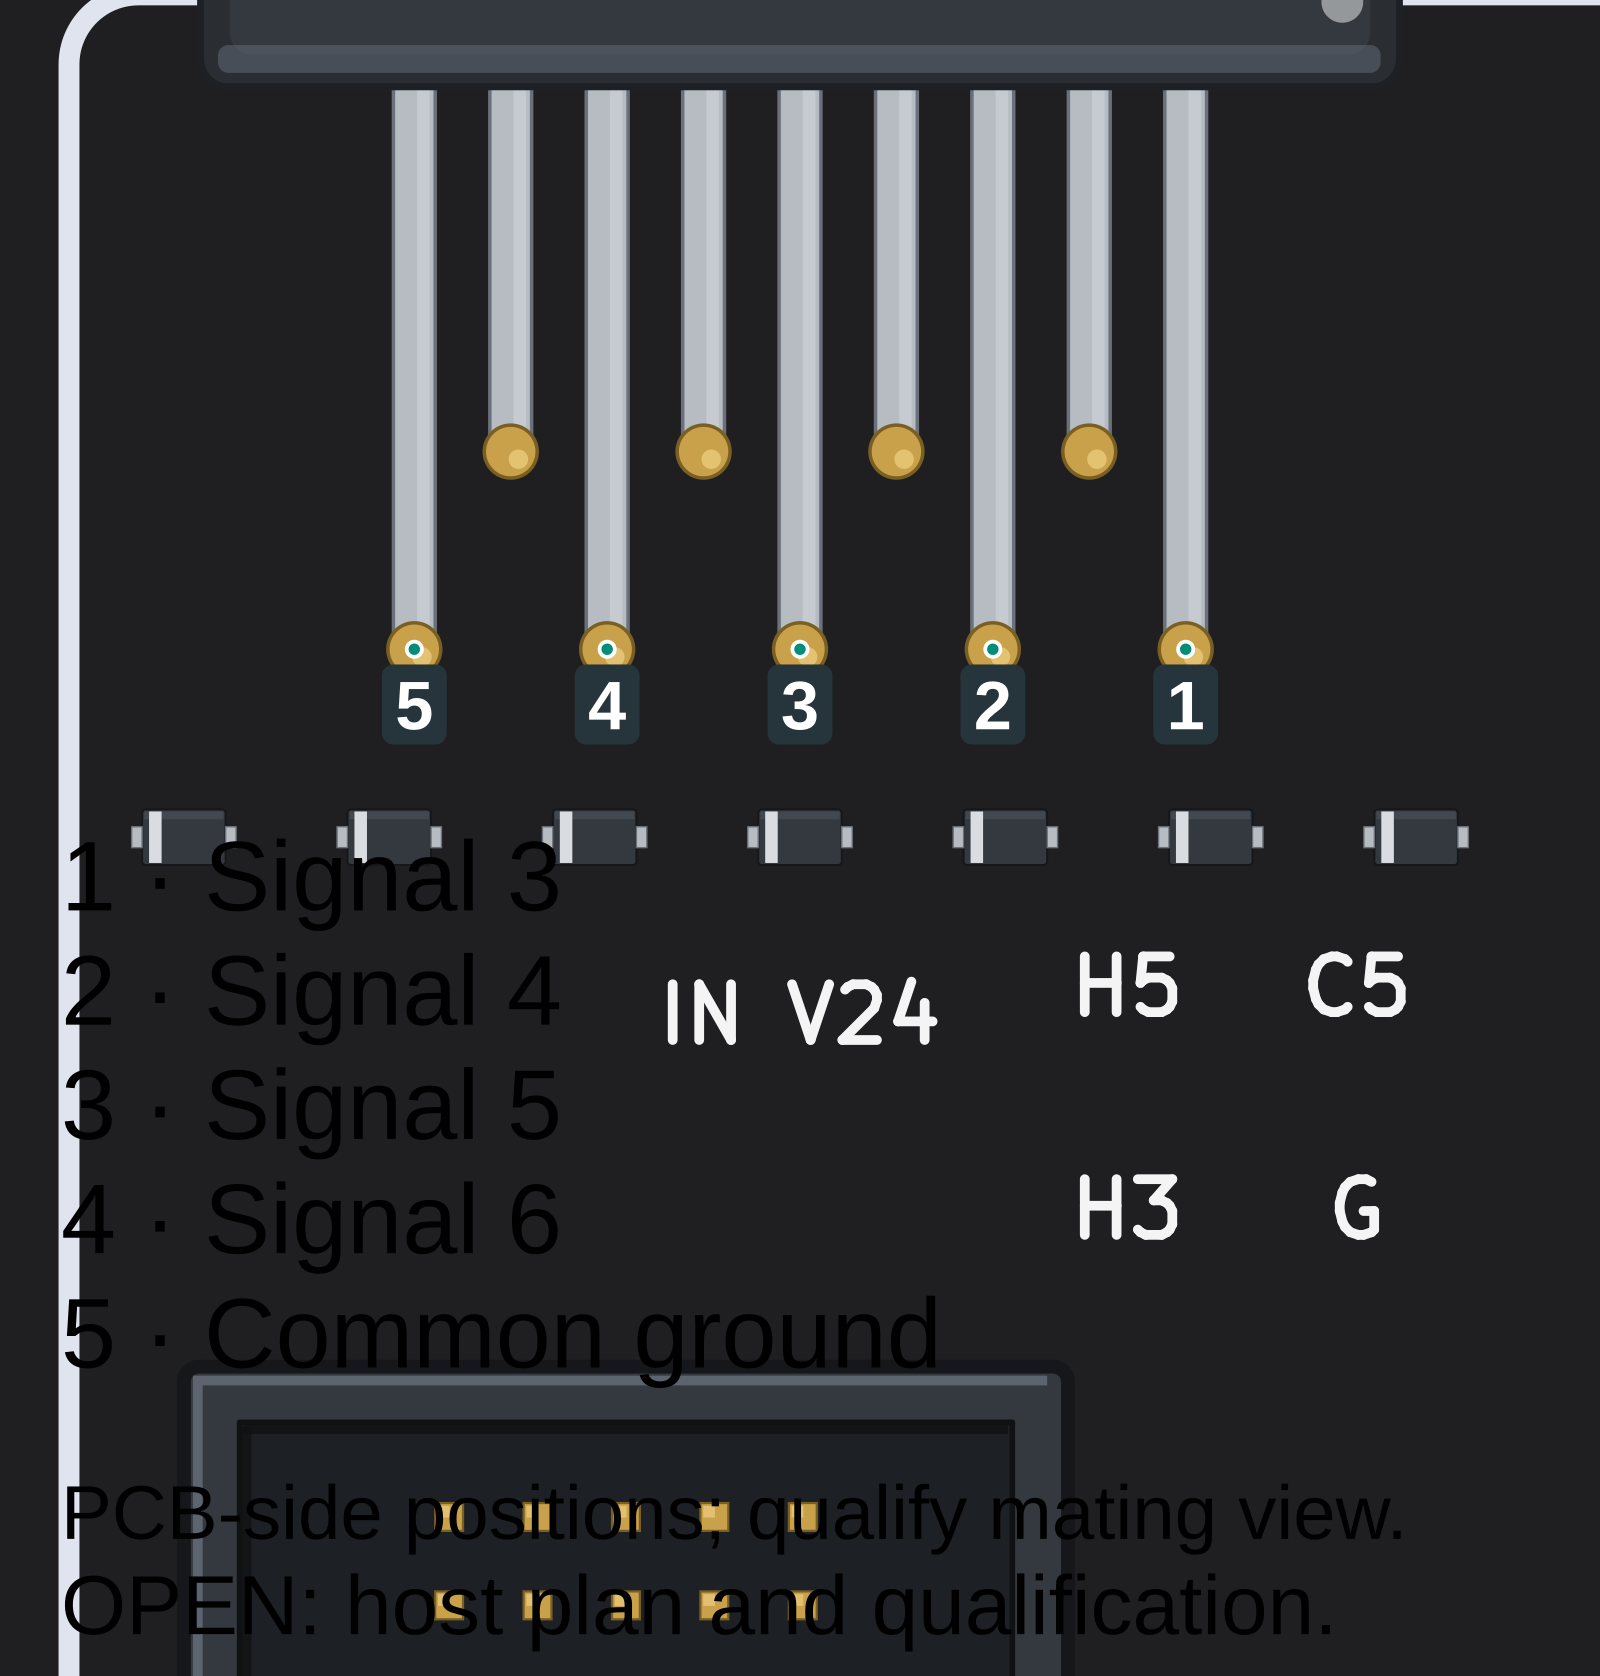 5 4 3 2 1
1 · Signal 3
2 · Signal 4
IN V24
H5 C5
3 · Signal 5
4 · Signal 6
H3 G
5 · Common ground
PCB-side positions; qualify mating view.
OPEN: host plan and qualification.